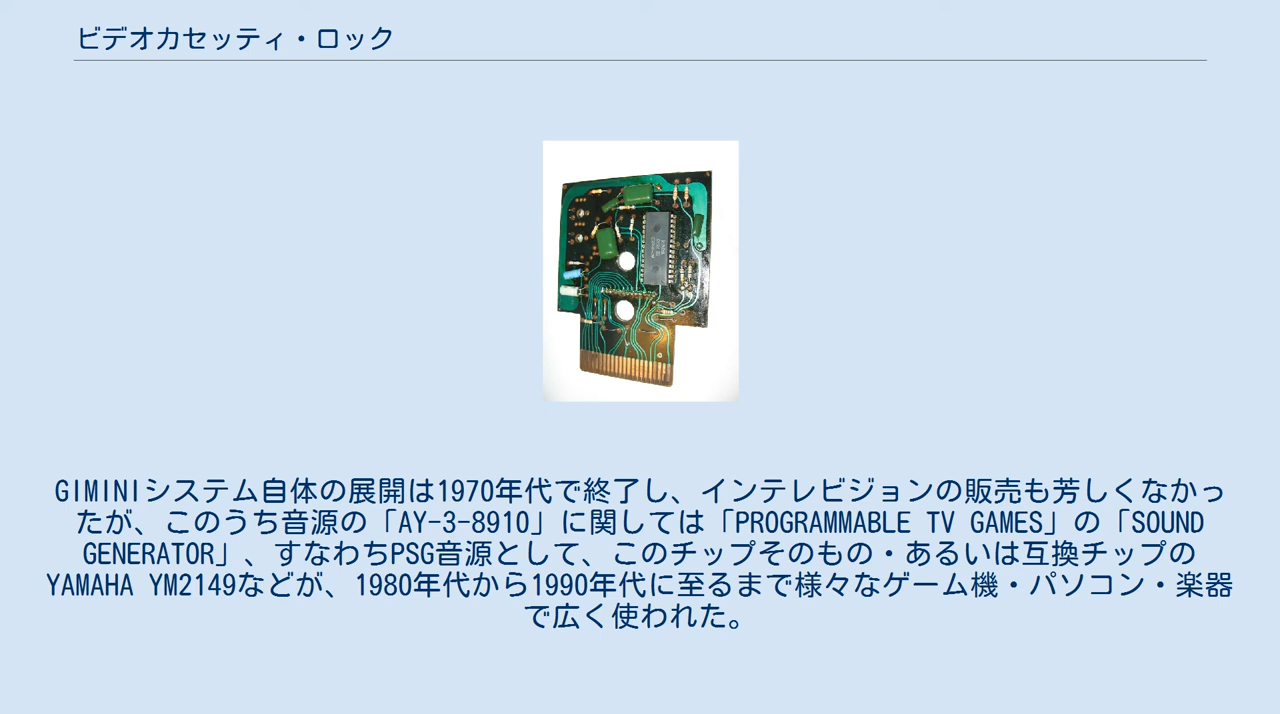 ビデオカセッティ・ロック
GIMINIシステム自体の展開は1970年代で終了し、インテレビジョンの販売も芳しくなかっ
たが、このうち音源の「AY-3-8910」に関しては「PROGRAMMABLE TV GAMES」の「SOUND
GENERATOR」、すなわちPSG音源として、このチップそのもの・あるいは互換チップの
YAMAHA YM2149などが、1980年代から1990年代に至るまで様々なゲーム機・パソコン・楽器
で広く使われた。